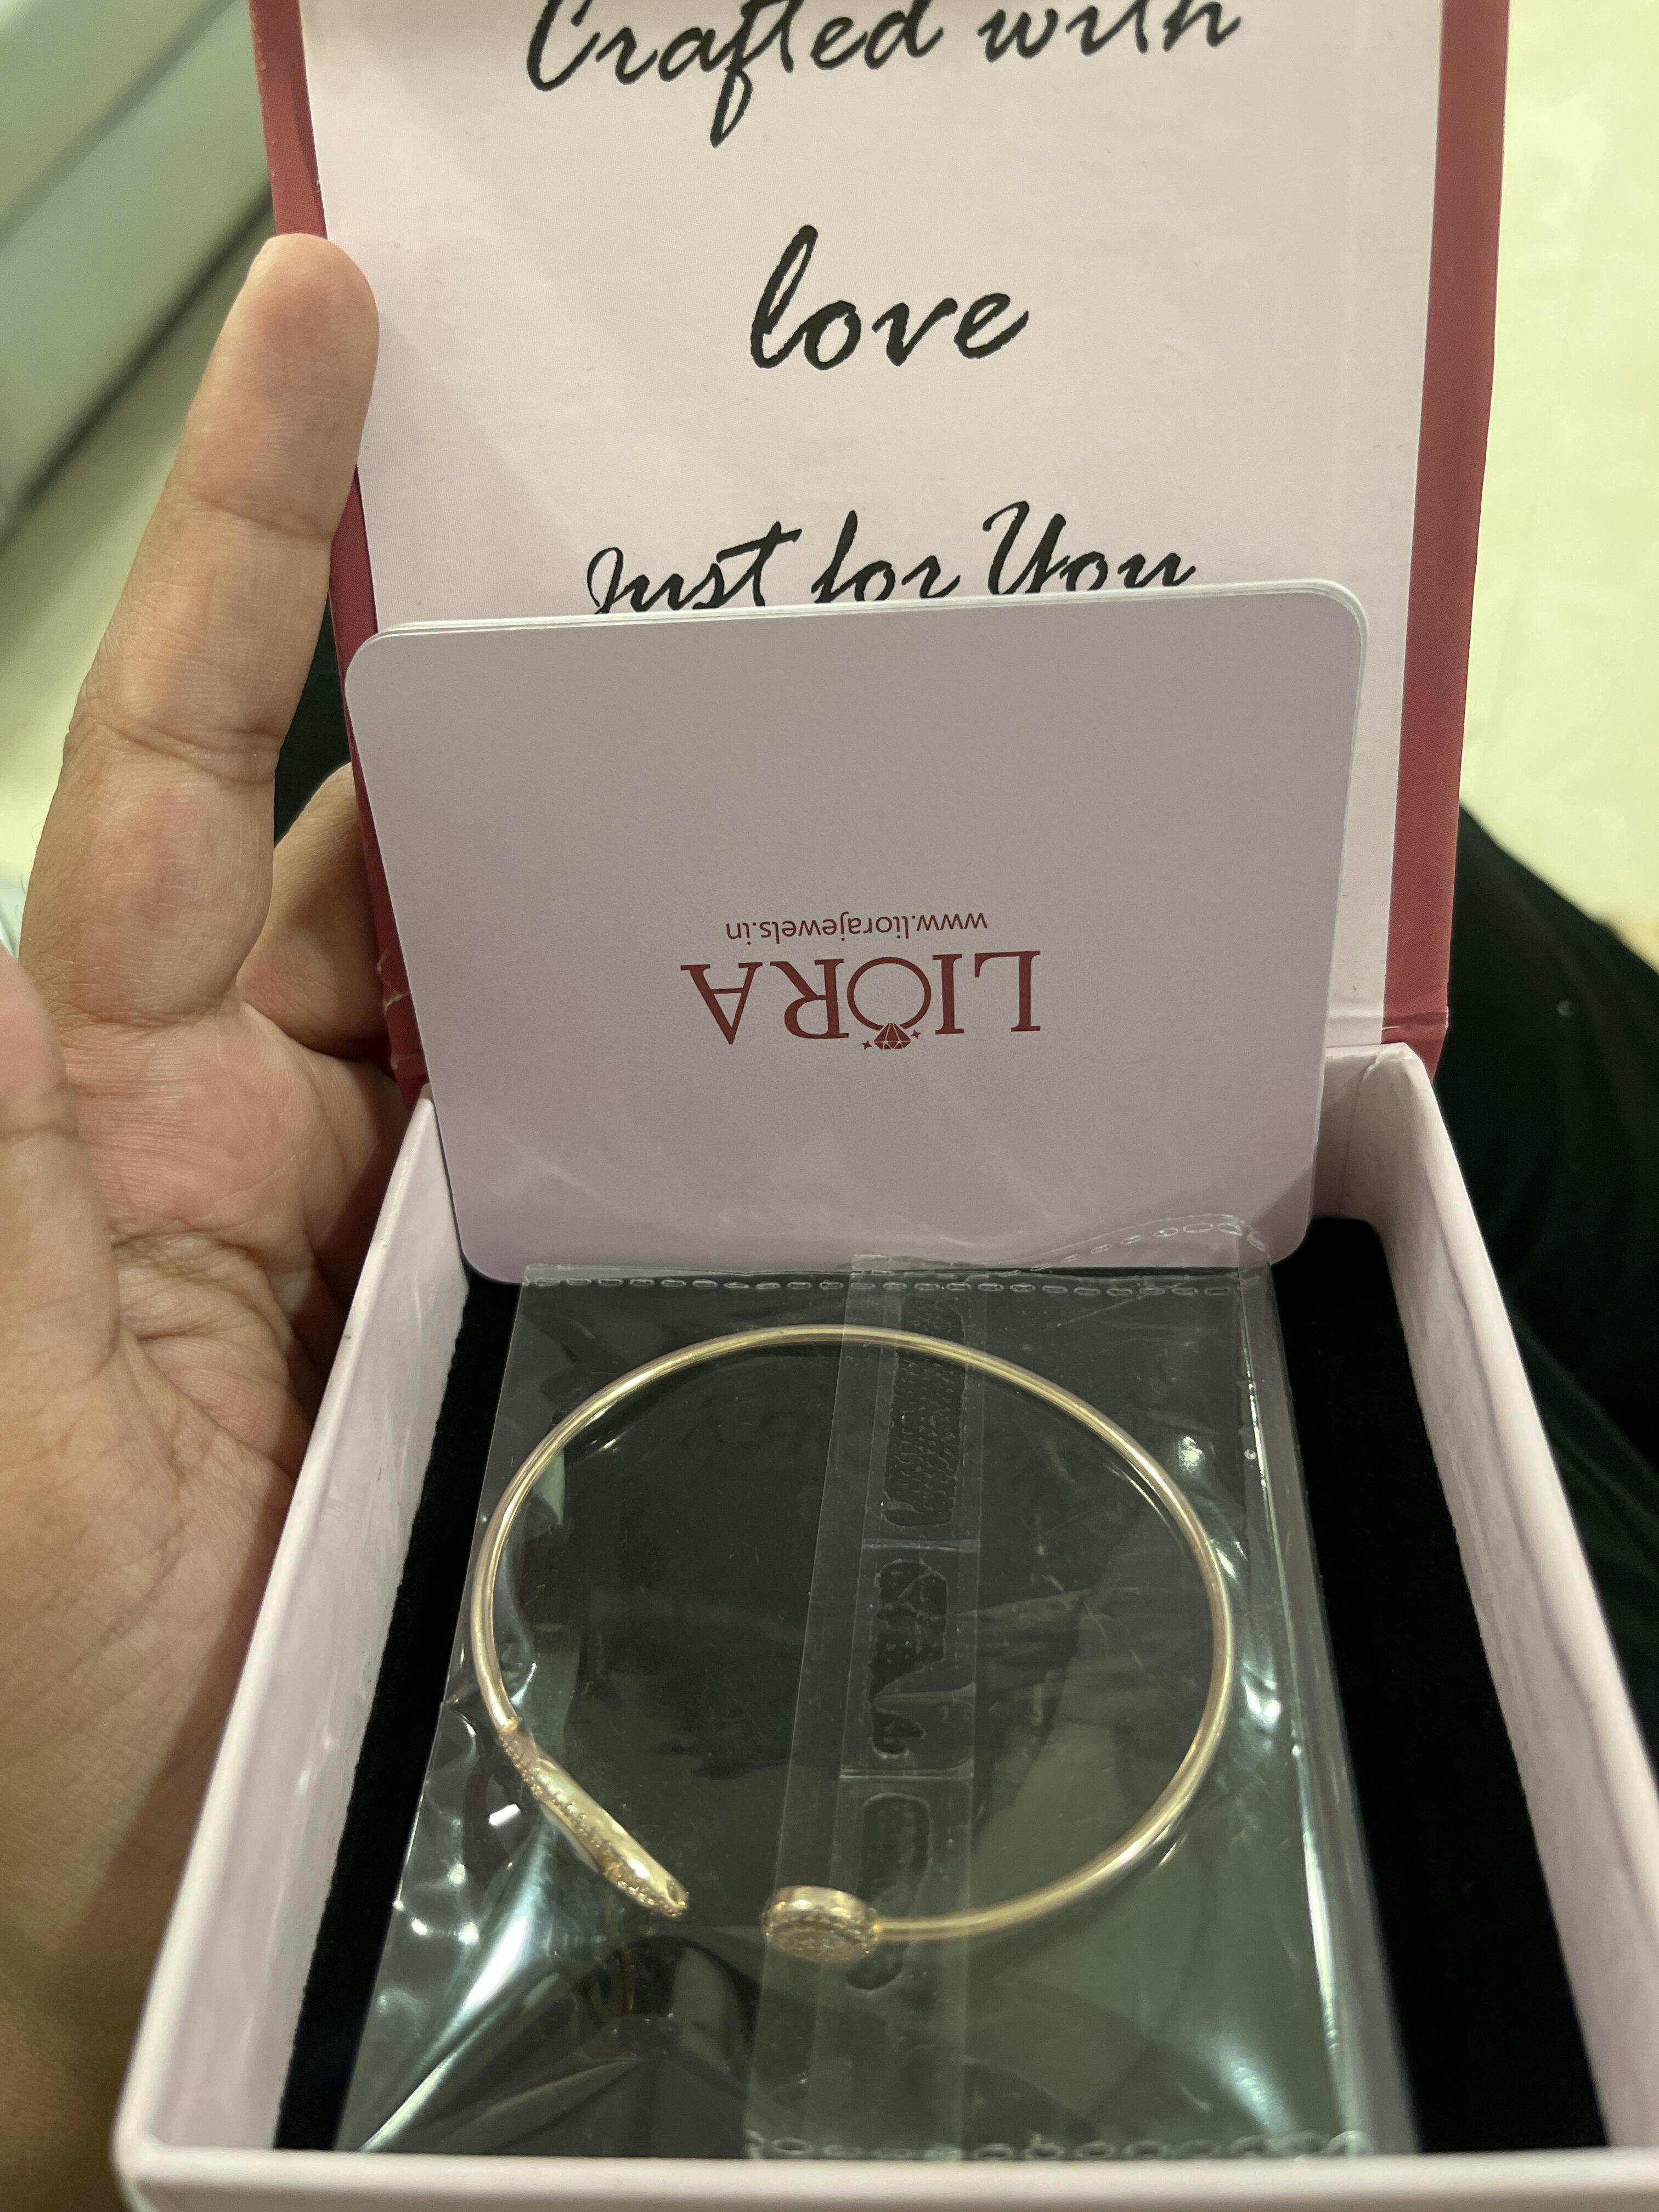 Crafted with
love
Just for You
www.liorajewels.in
LIORA